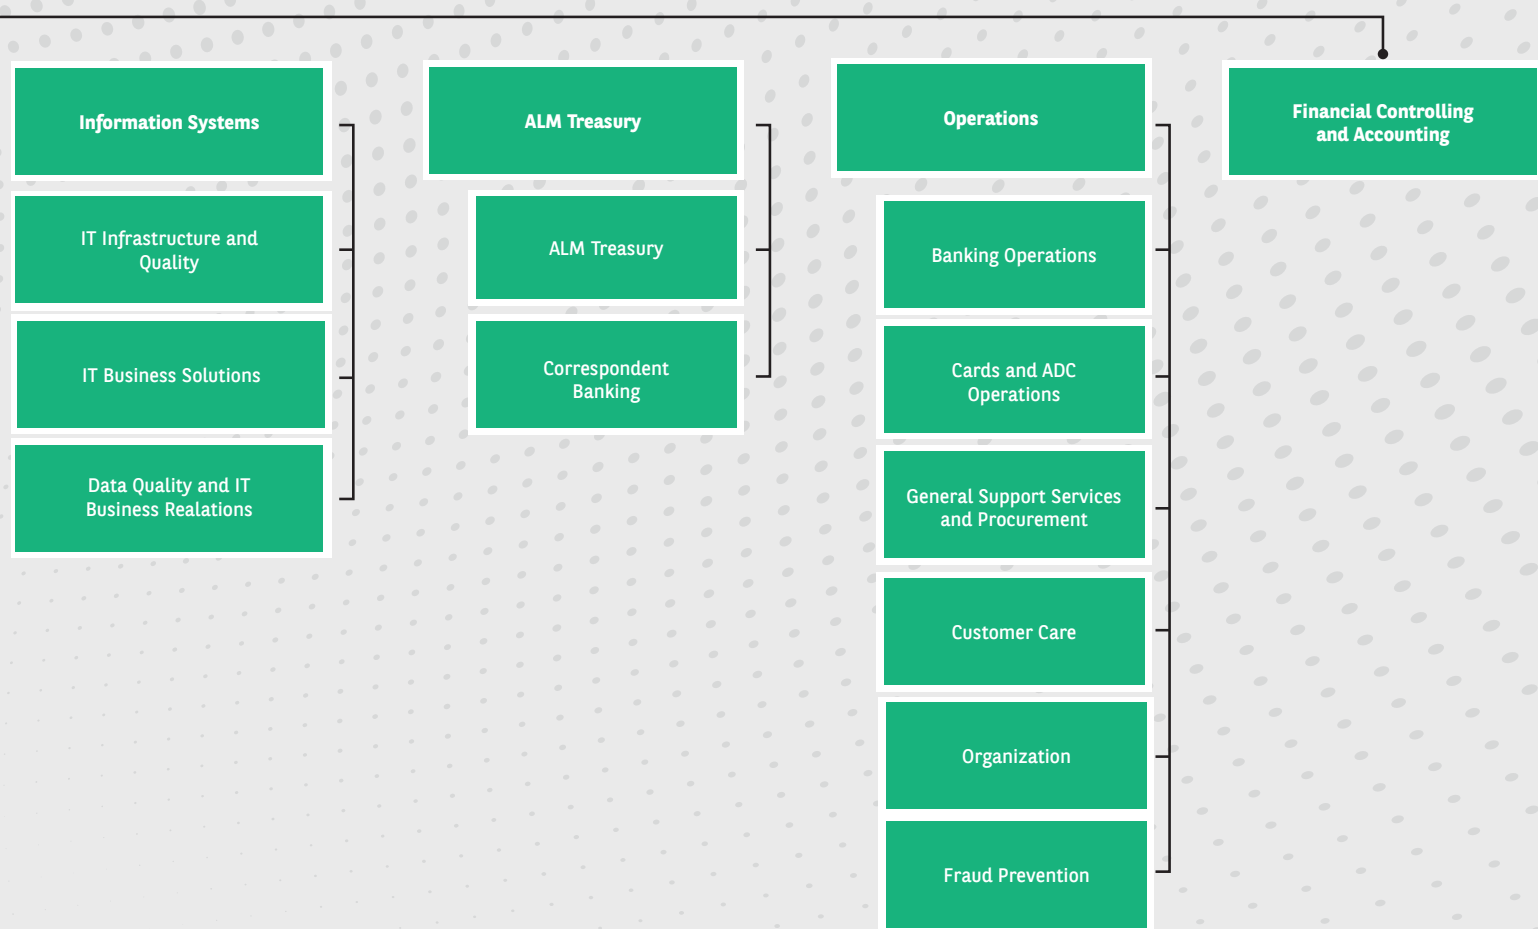 Information Systems
IT Infrastructure and
Quality
IT Business Solutions
Data Quality and IT
Business Realations
ALM Treasury
ALM Treasury
Correspondent
Banking
Operations
Banking Operations
Cards and ADC
Operations
General Support Services
and Procurement
Customer Care
Organization
Fraud Prevention
Financial Controlling
and Accounting